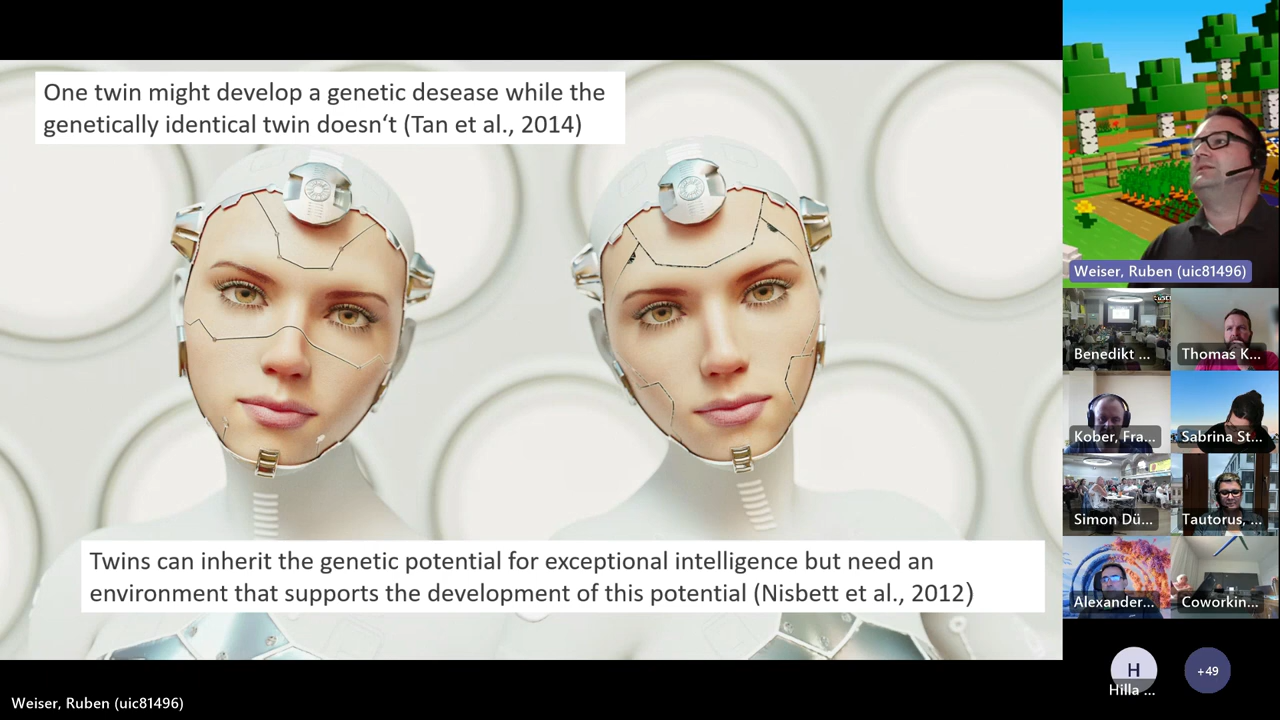 One twin might develop a genetic desease while the
genetically identical twin doesn‘t (Tan et al., 2014)
Twins can inherit the genetic potential for exceptional intelligence but need an
environment that supports the development of this potential (Nisbett et al., 2012)
Weiser, Ruben (uic81496)
Benedikt ...
Thomas K...
Kober, Fra...
Sabrina St...
Simon Dü...
Tautorus, ...
Alexander...
Coworkin...
H
Hilla ...
+49
Weiser, Ruben (uic81496)